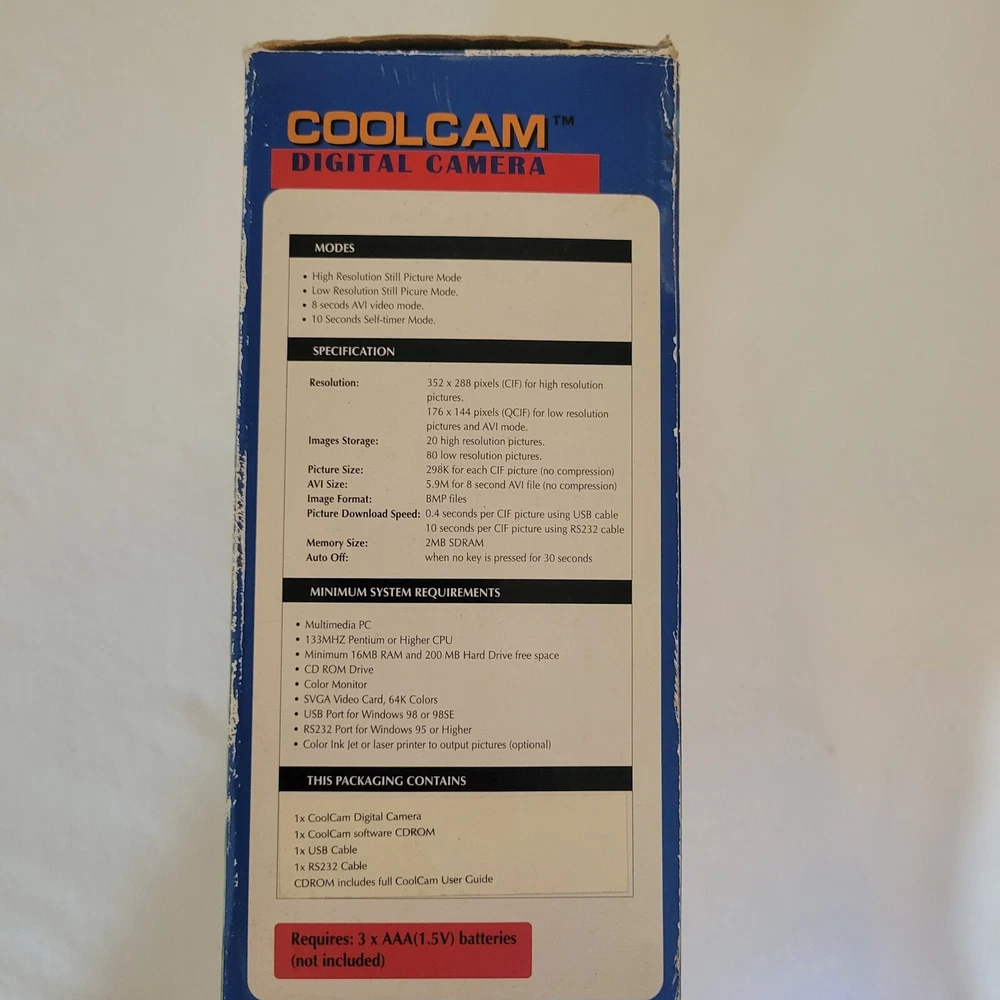 COOLCAM™
DIGITAL CAMERA
MODES
• High Resolution Still Picture Mode
• Low Resolution Still Picure Mode.
• 8 secods AVI video mode.
• 10 Seconds Self-timer Mode.
SPECIFICATION
Resolution: 352 x 288 pixels (CIF) for high resolution
pictures.
176 x 144 pixels (QCIF) for low resolution
pictures and AVI mode.
Images Storage: 20 high resolution pictures.
80 low resolution pictures.
Picture Size: 298K for each CIF picture (no compression)
AVI Size: 5.9M for 8 second AVI file (no compression)
Image Format: BMP files
Picture Download Speed: 0.4 seconds per CIF picture using USB cable
10 seconds per CIF picture using RS232 cable
Memory Size: 2MB SDRAM
Auto Off: when no key is pressed for 30 seconds
MINIMUM SYSTEM REQUIREMENTS
• Multimedia PC
• 133MHZ Pentium or Higher CPU
• Minimum 16MB RAM and 200 MB Hard Drive free space
• CD ROM Drive
• Color Monitor
• SVGA Video Card, 64K Colors
• USB Port for Windows 98 or 98SE
• RS232 Port for Windows 95 or Higher
• Color Ink Jet or laser printer to output pictures (optional)
THIS PACKAGING CONTAINS
1x CoolCam Digital Camera
1x CoolCam software CDROM
1x USB Cable
1x RS232 Cable
CDROM includes full CoolCam User Guide
Requires: 3 x AAA(1.5V) batteries
(not included)